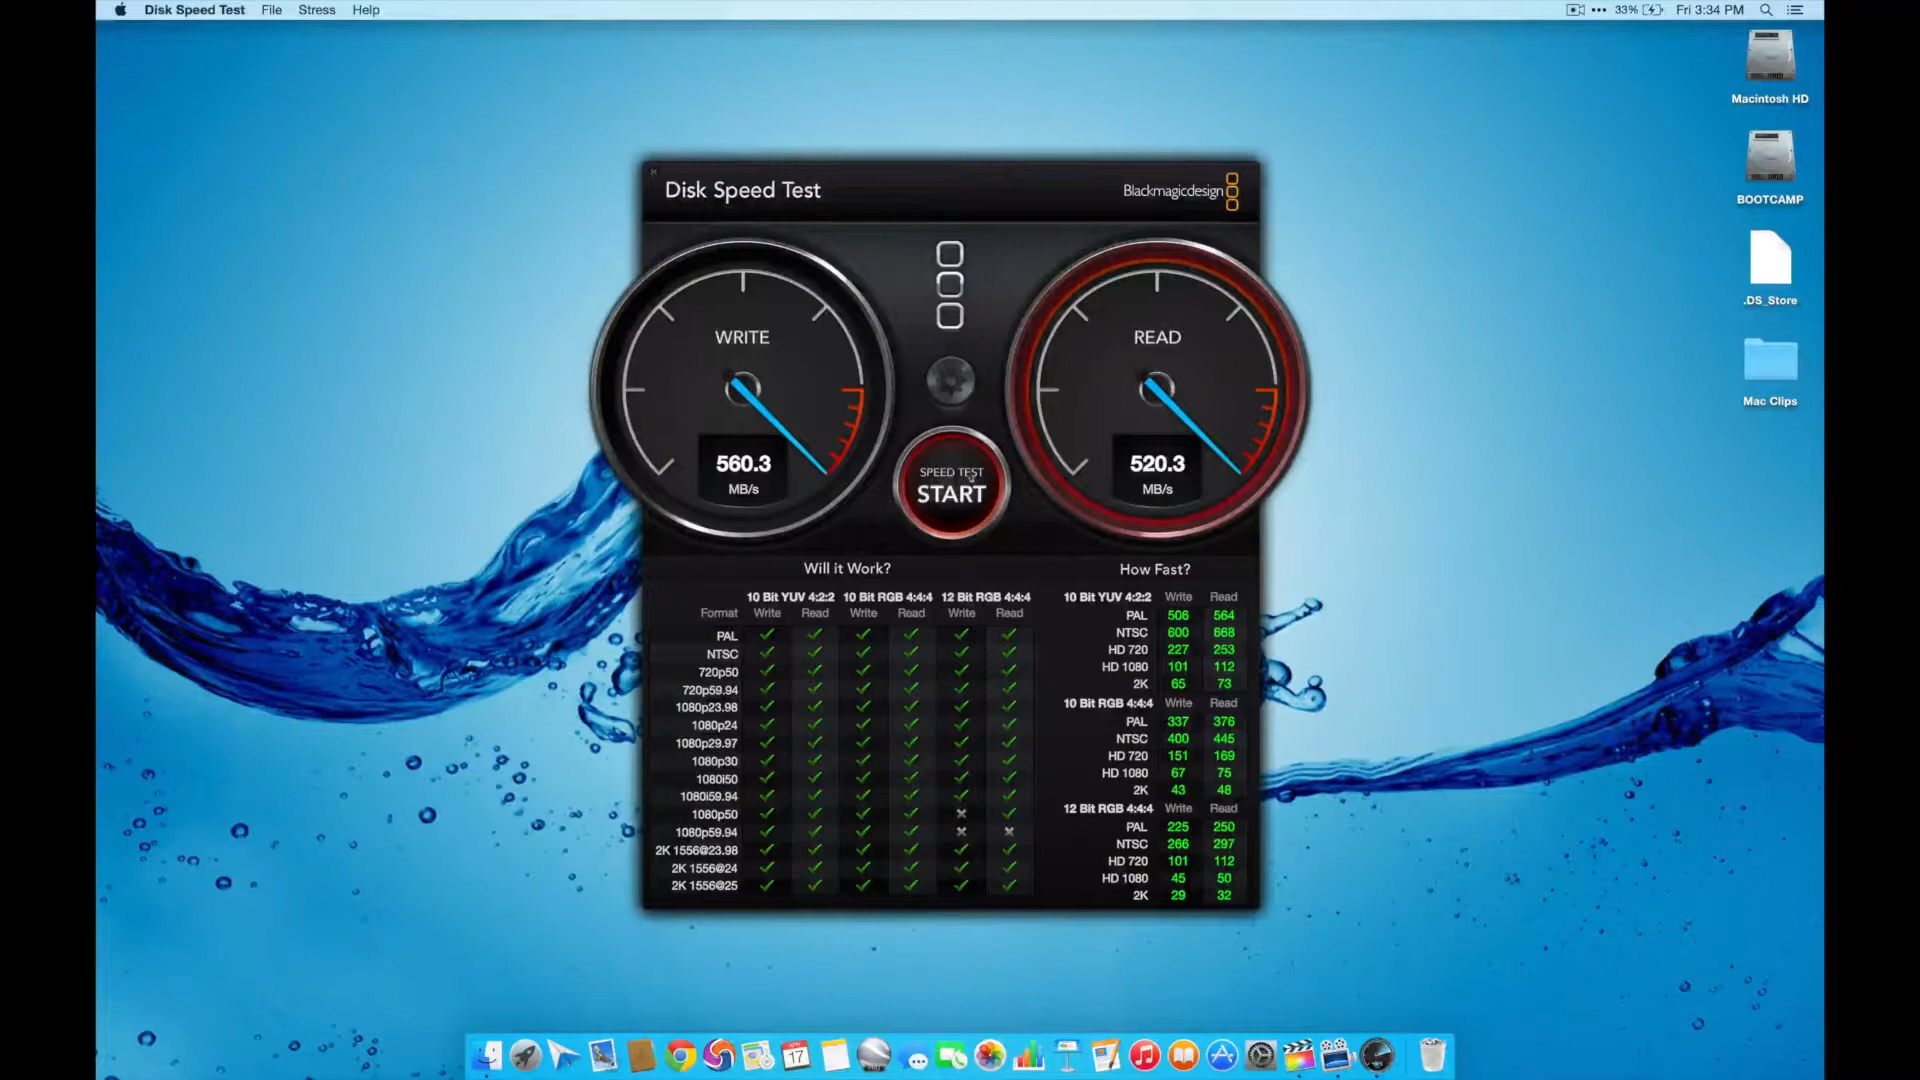 Disk Speed Test File Stress Help 33% Fri 3:34 PM
Macintosh HD
BOOTCAMP
.DS_Store
Mac Clips
Disk Speed Test Blackmagicdesign
WRITE
560.3
MB/s
SPEED TEST
START
READ
520.3
MB/s
Will it Work?
10 Bit YUV 4:2:2 10 Bit RGB 4:4:4 12 Bit RGB 4:4:4
Format Write Read Write Read Write Read
PAL
NTSC
720p50
720p59.94
1080p23.98
1080p24
1080p29.97
1080p30
1080i50
1080i59.94
1080p50
1080p59.94
2K 1556@23.98
2K 1556@24
2K 1556@25
How Fast?
10 Bit YUV 4:2:2 Write Read
PAL 506 564
NTSC 600 668
HD 720 227 253
HD 1080 101 112
2K 65 73
10 Bit RGB 4:4:4 Write Read
PAL 337 376
NTSC 400 445
HD 720 151 169
HD 1080 67 75
2K 43 48
12 Bit RGB 4:4:4 Write Read
PAL 225 250
NTSC 266 297
HD 720 101 112
HD 1080 45 50
2K 29 32
17